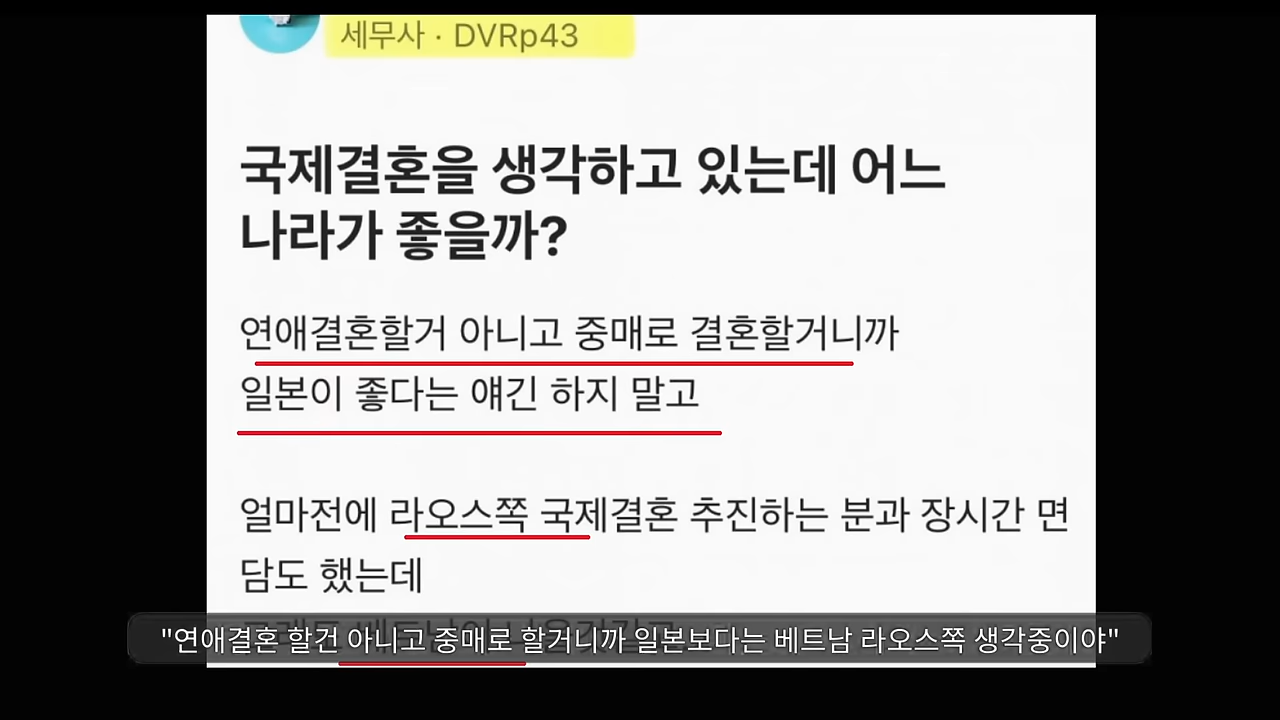 세무사 · DVRp43
국제결혼을 생각하고 있는데 어느
나라가 좋을까?
연애결혼할거 아니고 중매로 결혼할거니까
일본이 좋다는 얘긴 하지 말고
얼마전에 라오스쪽 국제결혼 추진하는 분과 장시간 면
담도 했는데
"연애결혼 할건 아니고 중매로 할거니까 일본보다는 베트남 라오스쪽 생각중이야"